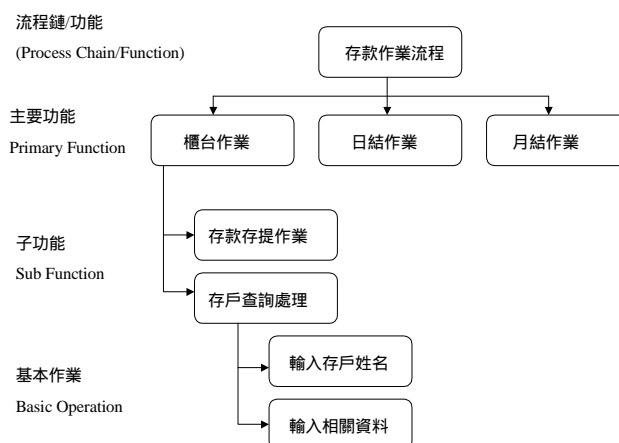 流程鏈/功能
(Process Chain/Function)
存款作業流程
主要功能
Primary Function
櫃台作業
日結作業
月結作業
存款存提作業
子功能
Sub Function
存戶查詢處理
輸入存戶姓名
基本作業
Basic Operation
輸入相關資料